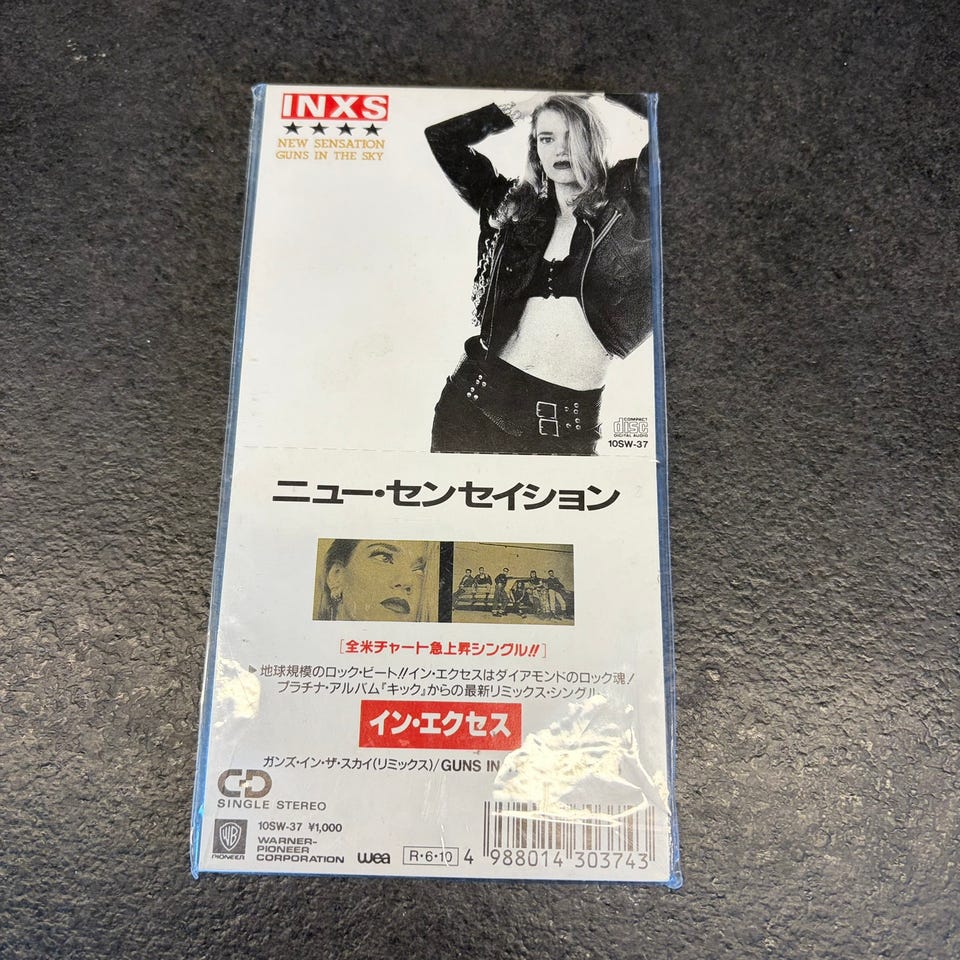 INXS
★★★★
NEW SENSATION
GUNS IN THE SKY
COMPACT
disc
DIGITAL AUDIO
10SW-37
ニュー・センセイション
[全米チャート急上昇シングル!!]
▶地球規模のロック・ビート!!イン・エクセスはダイアモンドのロック魂!
プラチナ・アルバム『キック』からの最新リミックス・シングル
イン・エクセス
ガンズ・イン・ザ・スカイ(リミックス)/GUNS IN
CD
SINGLE STEREO
10SW-37 ¥1,000
WB
PIONEER
WARNER-
PIONEER
CORPORATION
wea
R・6・10
4 988014 303743